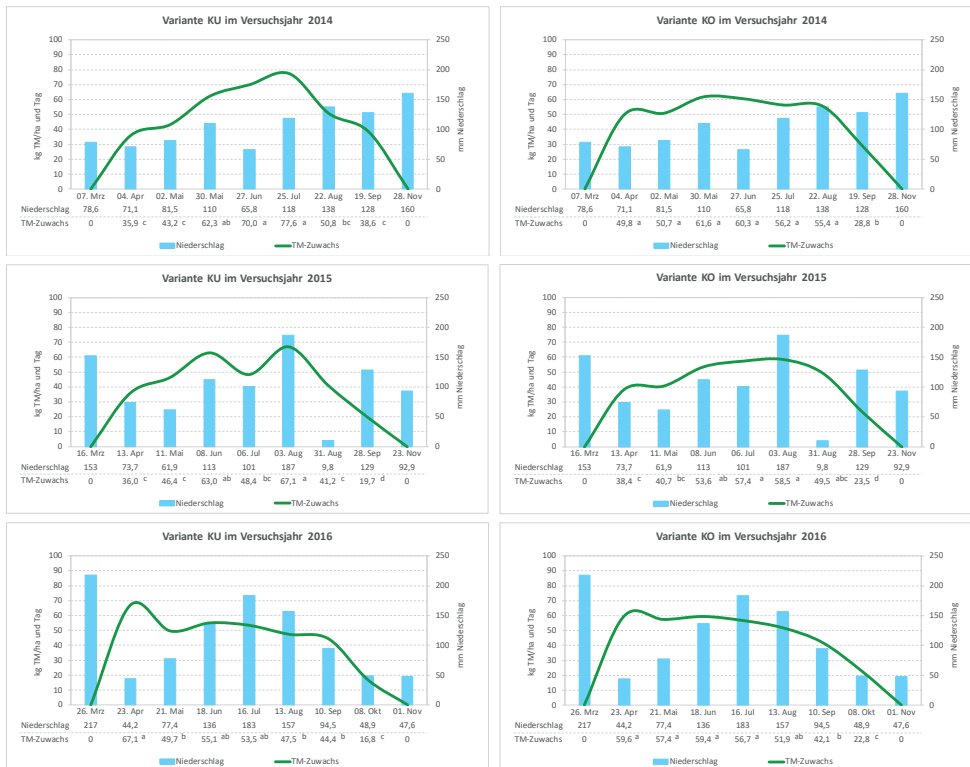 Variante KU im Versuchsjahr 2014
kg TM/ha und Tag
100
90
80
70
60
50
40
30
20
10
0
250
200
150
100
50
0
mm Niederschlag
07. Mrz 04. Apr 02. Mai 30. Mai 27. Jun 25. Jul 22. Aug 19. Sep 28. Nov
Niederschlag 78,6 71,1 81,5 110 65,8 118 138 128 160
TM-Zuwachs 0 35,9 c 43,2 c 62,3 ab 70,0 a 77,6 a 50,8 bc 38,6 c 0
Niederschlag TM-Zuwachs
Variante KO im Versuchsjahr 2014
kg TM/ha und Tag
100
90
80
70
60
50
40
30
20
10
0
250
200
150
100
50
0
mm Niederschlag
07. Mrz 04. Apr 02. Mai 30. Mai 27. Jun 25. Jul 22. Aug 19. Sep 28. Nov
Niederschlag 78,6 71,1 81,5 110 65,8 118 138 128 160
TM-Zuwachs 0 49,8 a 50,7 a 61,6 a 60,3 a 56,2 a 55,4 a 28,8 b 0
Niederschlag TM-Zuwachs
Variante KU im Versuchsjahr 2015
kg TM/ha und Tag
100
90
80
70
60
50
40
30
20
10
0
250
200
150
100
50
0
mm Niederschlag
16. Mrz 13. Apr 11. Mai 08. Jun 06. Jul 03. Aug 31. Aug 28. Sep 23. Nov
Niederschlag 153 73,7 61,9 113 101 187 9,8 129 92,9
TM-Zuwachs 0 36,0 c 46,4 c 63,0 ab 48,4 bc 67,1 a 41,2 c 19,7 d 0
Niederschlag TM-Zuwachs
Variante KO im Versuchsjahr 2015
kg TM/ha und Tag
100
90
80
70
60
50
40
30
20
10
0
250
200
150
100
50
0
mm Niederschlag
16. Mrz 13. Apr 11. Mai 08. Jun 06. Jul 03. Aug 31. Aug 28. Sep 23. Nov
Niederschlag 153 73,7 61,9 113 101 187 9,8 129 92,9
TM-Zuwachs 0 38,4 c 40,7 bc 53,6 ab 57,4 a 58,5 a 49,5 abc 23,5 d 0
Niederschlag TM-Zuwachs
Variante KU im Versuchsjahr 2016
kg TM/ha und Tag
100
90
80
70
60
50
40
30
20
10
0
250
200
150
100
50
0
mm Niederschlag
26. Mrz 23. Apr 21. Mai 18. Jun 16. Jul 13. Aug 10. Sep 08. Okt 01. Nov
Niederschlag 217 44,2 77,4 136 183 157 94,5 48,9 47,6
TM-Zuwachs 0 67,1 a 49,7 b 55,1 ab 53,5 ab 47,5 b 44,4 b 16,8 c 0
Niederschlag TM-Zuwachs
Variante KO im Versuchsjahr 2016
kg TM/ha und Tag
100
90
80
70
60
50
40
30
20
10
0
250
200
150
100
50
0
mm Niederschlag
26. Mrz 23. Apr 21. Mai 18. Jun 16. Jul 13. Aug 10. Sep 08. Okt 01. Nov
Niederschlag 217 44,2 77,4 136 183 157 94,5 48,9 47,6
TM-Zuwachs 0 59,6 a 57,4 a 59,4 a 56,7 a 51,9 ab 42,1 b 22,8 c 0
Niederschlag TM-Zuwachs